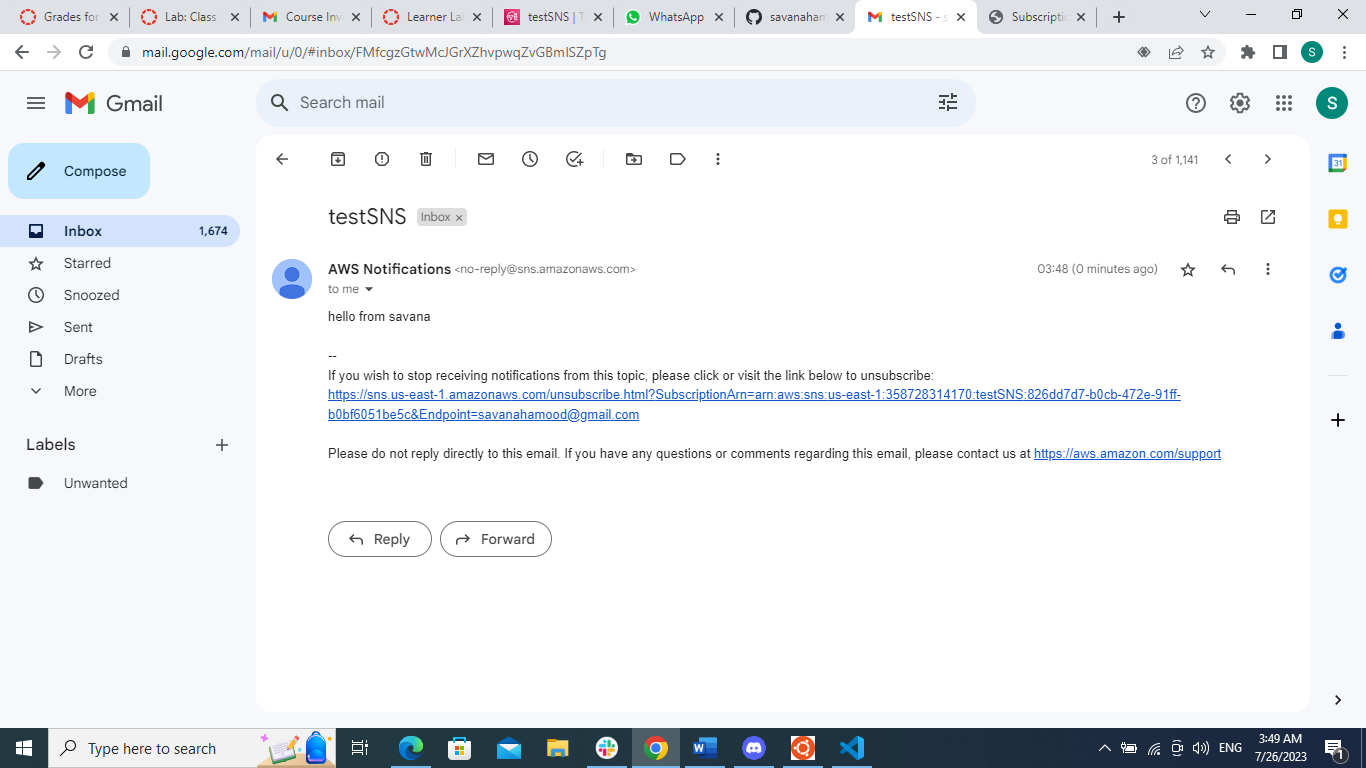 Grades for
Lab: Class
Course Inv
Learner La
testSNS | To
WhatsApp
savanaham
testSNS - s
Subscriptio
mail.google.com/mail/u/0/#inbox/FMfcgzGtwMcJGrXZhvpwqZvGBmlSZpTg
S
Gmail
Search mail
S
Compose
3 of 1,141
31
Inbox 1,674
Starred
Snoozed
Sent
Drafts
More
Labels
Unwanted
testSNS Inbox ×
AWS Notifications <no-reply@sns.amazonaws.com> 03:48 (0 minutes ago)
to me
hello from savana
--
If you wish to stop receiving notifications from this topic, please click or visit the link below to unsubscribe:
https://sns.us-east-1.amazonaws.com/unsubscribe.html?SubscriptionArn=arn:aws:sns:us-east-1:358728314170:testSNS:826dd7d7-b0cb-472e-91ff-
b0bf6051be5c&Endpoint=savanahamood@gmail.com
Please do not reply directly to this email. If you have any questions or comments regarding this email, please contact us at https://aws.amazon.com/support
Reply
Forward
Type here to search
ENG
3:49 AM
7/26/2023
1